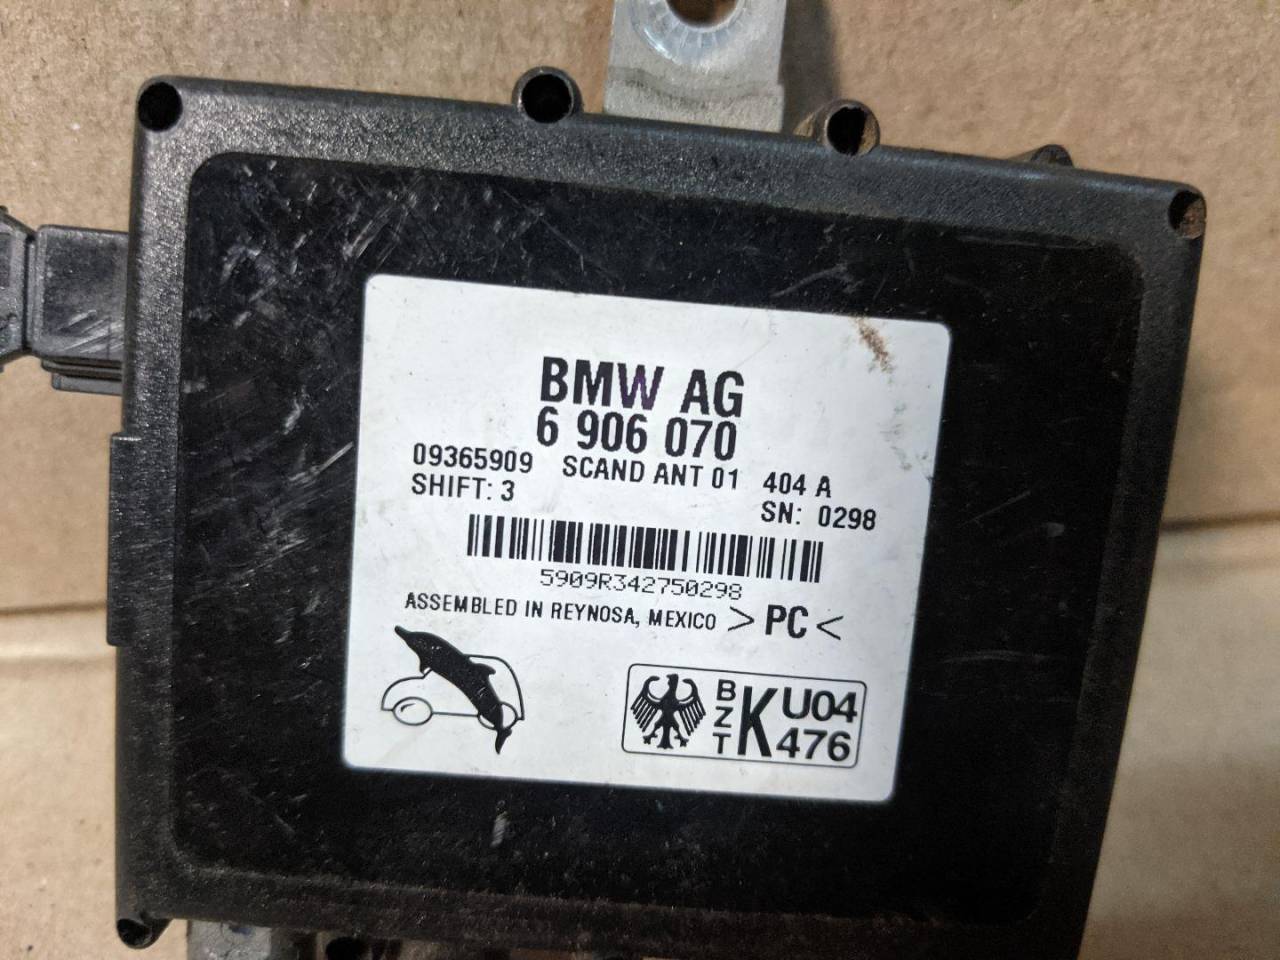 BMW AG
6 906 070
09365909 SCAND ANT 01 404 A
SHIFT: 3 SN: 0298
5909R342750298
ASSEMBLED IN REYNOSA, MEXICO >PC<
BZT K U04 476